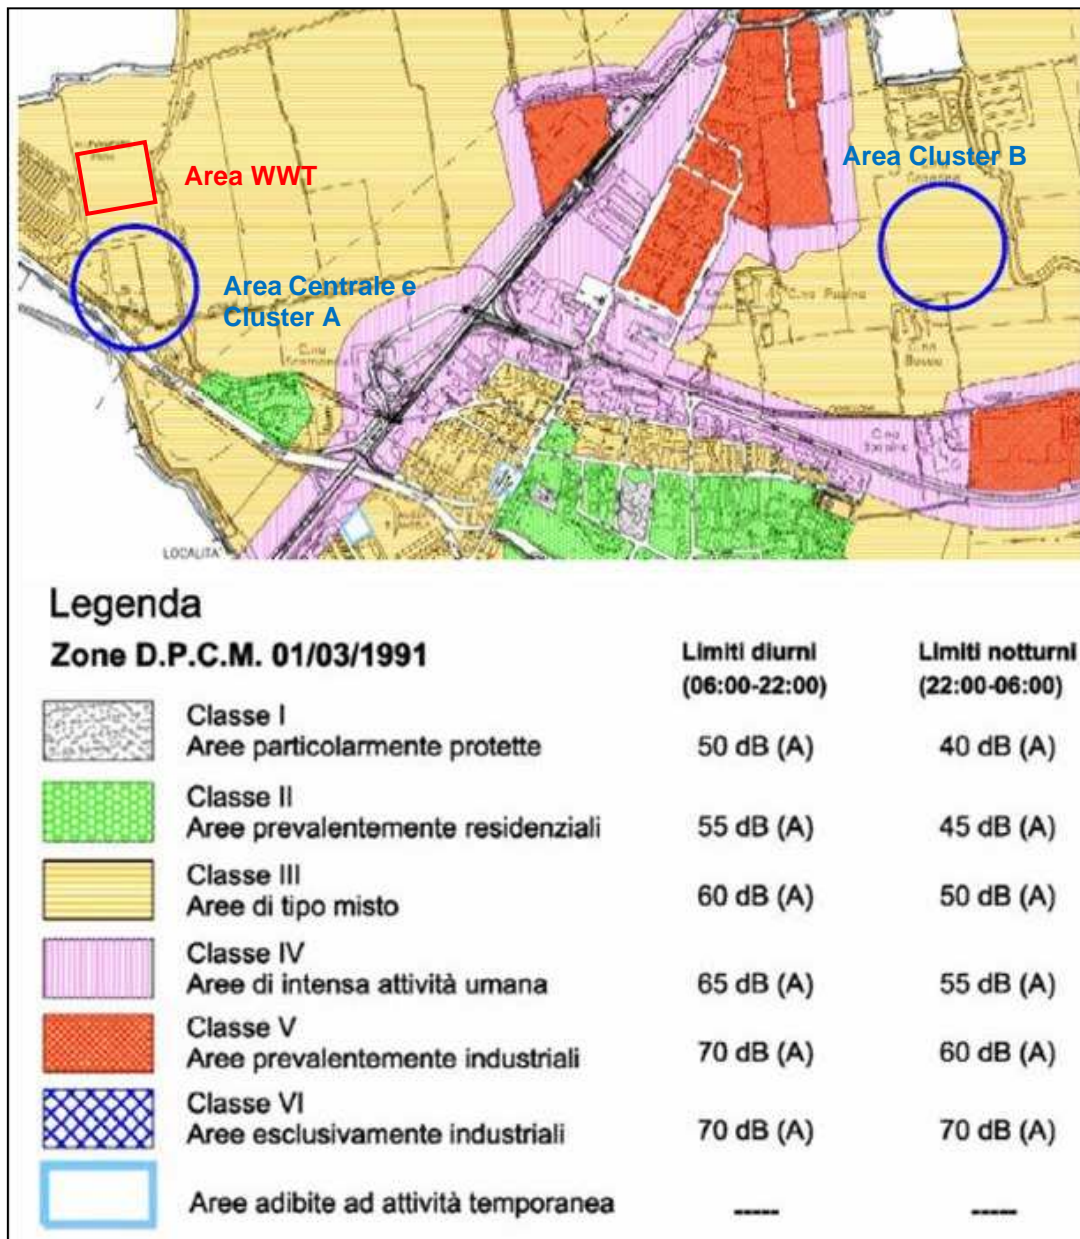 Area WWT
Area Cluster B
Area Centrale e
Cluster A
C.na
C.na
C.na
LOCALITA'
Legenda
Zone D.P.C.M. 01/03/1991
Limiti diurni
(06:00-22:00)
Limiti notturni
(22:00-06:00)
Classe I
Aree particolarmente protette
50 dB (A)
40 dB (A)
Classe II
Aree prevalentemente residenziali
55 dB (A)
45 dB (A)
Classe III
Aree di tipo misto
60 dB (A)
50 dB (A)
Classe IV
Aree di intensa attività umana
65 dB (A)
55 dB (A)
Classe V
Aree prevalentemente industriali
70 dB (A)
60 dB (A)
Classe VI
Aree esclusivamente industriali
70 dB (A)
70 dB (A)
Aree adibite ad attività temporanea
-----
-----